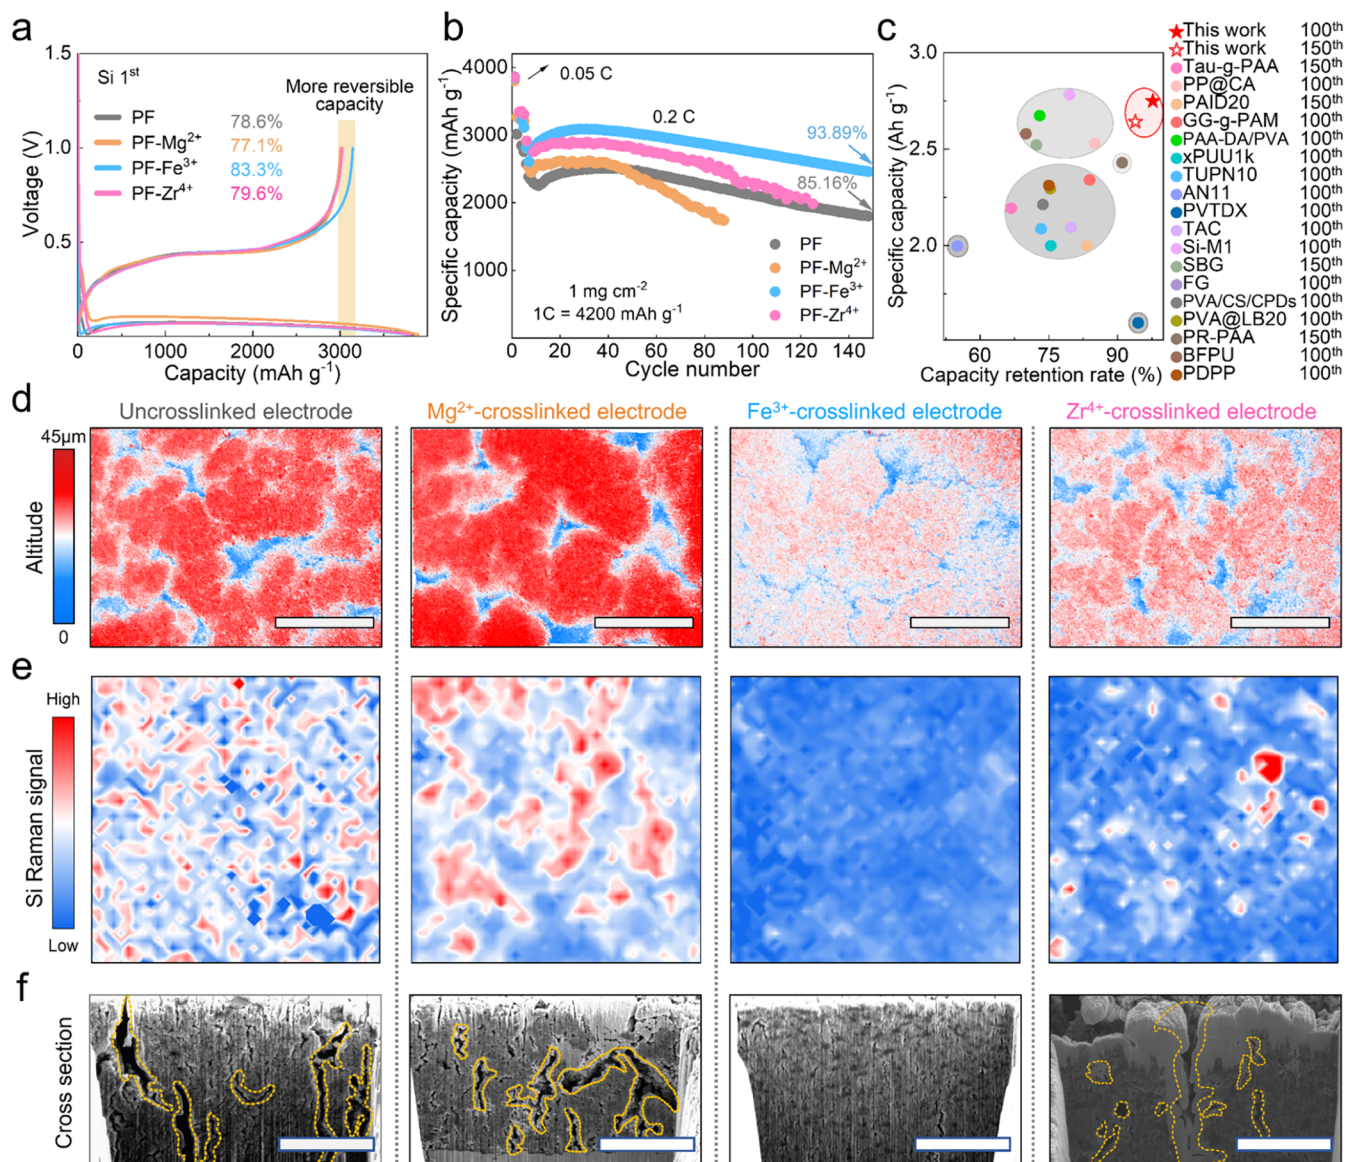 a
Si 1st
More reversible
capacity
PF 78.6%
PF-Mg2+ 77.1%
PF-Fe3+ 83.3%
PF-Zr4+ 79.6%
Voltage (V)
1.5
1.0
0.5
0 1000 2000 3000 4000
Capacity (mAh g-1)
b
0.05 C
0.2 C
93.89%
85.16%
PF
PF-Mg2+
PF-Fe3+
PF-Zr4+
1 mg cm-2
1C = 4200 mAh g-1
Specific capacity (mAh g-1)
4000
3000
2000
1000
0 20 40 60 80 100 120 140
Cycle number
c
Specific capacity (Ah g-1)
3.0
2.5
2.0
60 75 90
Capacity retention rate (%)
This work 100th
This work 150th
Tau-g-PAA 150th
PP@CA 100th
PAID20 150th
GG-g-PAM 100th
PAA-DA/PVA 100th
xPUU1k 100th
TUPN10 100th
AN11 100th
PVTDX 100th
TAC 100th
Si-M1 100th
SBG 150th
FG 100th
PVA/CS/CPDs 100th
PVA@LB20 100th
PR-PAA 150th
BFPU 100th
PDPP 100th
d
Uncrosslinked electrode
Mg2+-crosslinked electrode
Fe3+-crosslinked electrode
Zr4+-crosslinked electrode
45μm
Altitude
0
e
High
Si Raman signal
Low
f
Cross section